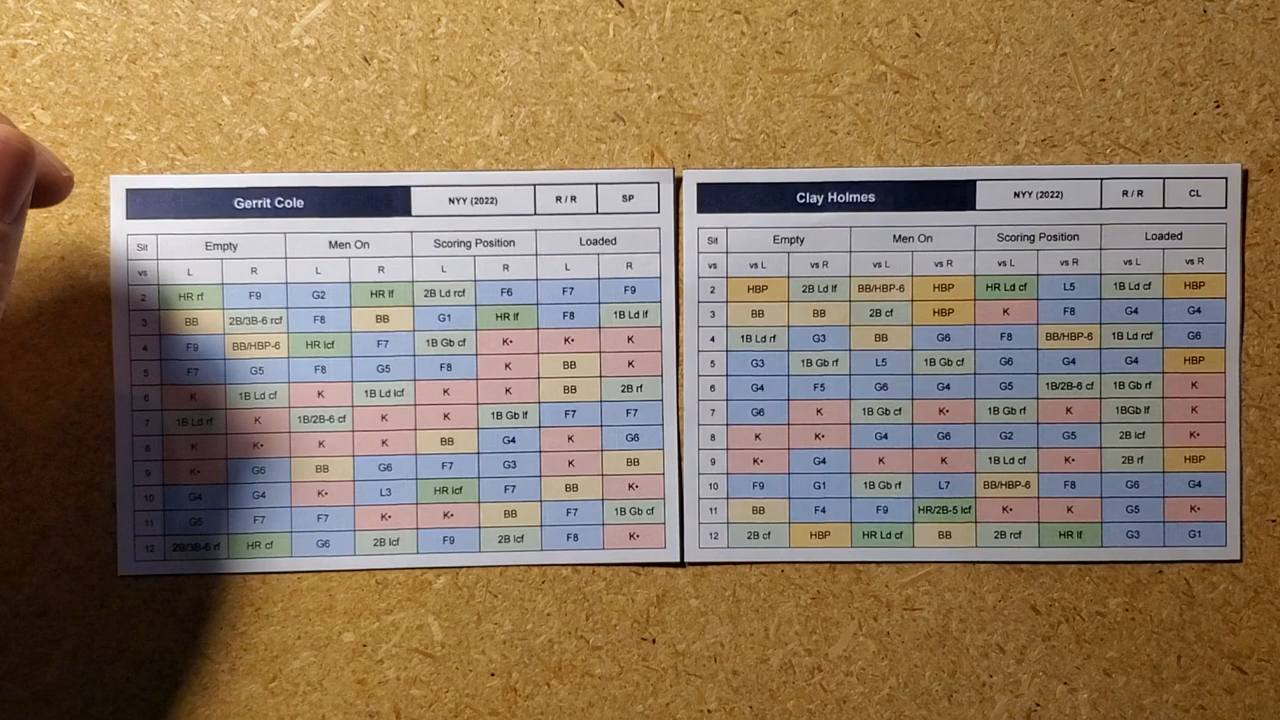 Gerrit Cole NYY (2022) R / R SP
Sit Empty Men On Scoring Position Loaded
vs L R L R L R L R
2 HR rf F9 G2 HR lf 2B Ld rcf F6 F7 F9
3 BB 2B/3B-6 rcf F8 BB G1 HR lf F8 1B Ld lf
4 F9 BB/HBP-6 HR lcf F7 1B Gb cf K• K• K
5 F7 G5 F8 G5 F8 K BB K
6 K 1B Ld cf K 1B Ld lcf K K BB 2B rf
7 1B Ld rf K 1B/2B-6 cf K K 1B Gb lf F7 F7
8 K K• K K BB G4 K G6
9 K• G6 BB G6 F7 G3 K BB
10 G4 G4 K• L3 HR lcf F7 BB K•
11 G5 F7 F7 K• K• BB F7 1B Gb cf
12 2B/3B-6 rf HR cf G6 2B lcf F9 2B lcf F8 K•
Clay Holmes NYY (2022) R / R CL
Sit Empty Men On Scoring Position Loaded
vs vs L vs R vs L vs R vs L vs R vs L vs R
2 HBP 2B Ld lf BB/HBP-6 HBP HR Ld cf L5 1B Ld cf HBP
3 BB BB 2B cf HBP K F8 G4 G4
4 1B Ld rf G3 BB G6 F8 BB/HBP-6 1B Ld rcf G6
5 G3 1B Gb rf L5 1B Gb cf G6 G4 G4 HBP
6 G4 F5 G6 G4 G5 1B/2B-6 cf 1B Gb rf K
7 G6 K 1B Gb cf K• 1B Gb rf K 1BGb lf K
8 K K• G4 G6 G2 G5 2B lcf K•
9 K• G4 K K 1B Ld cf K• 2B rf HBP
10 F9 G1 1B Gb rf L7 BB/HBP-6 F8 G6 G4
11 BB F4 F9 HR/2B-5 lcf K• K G5 K•
12 2B cf HBP HR Ld cf BB 2B rcf HR lf G3 G1